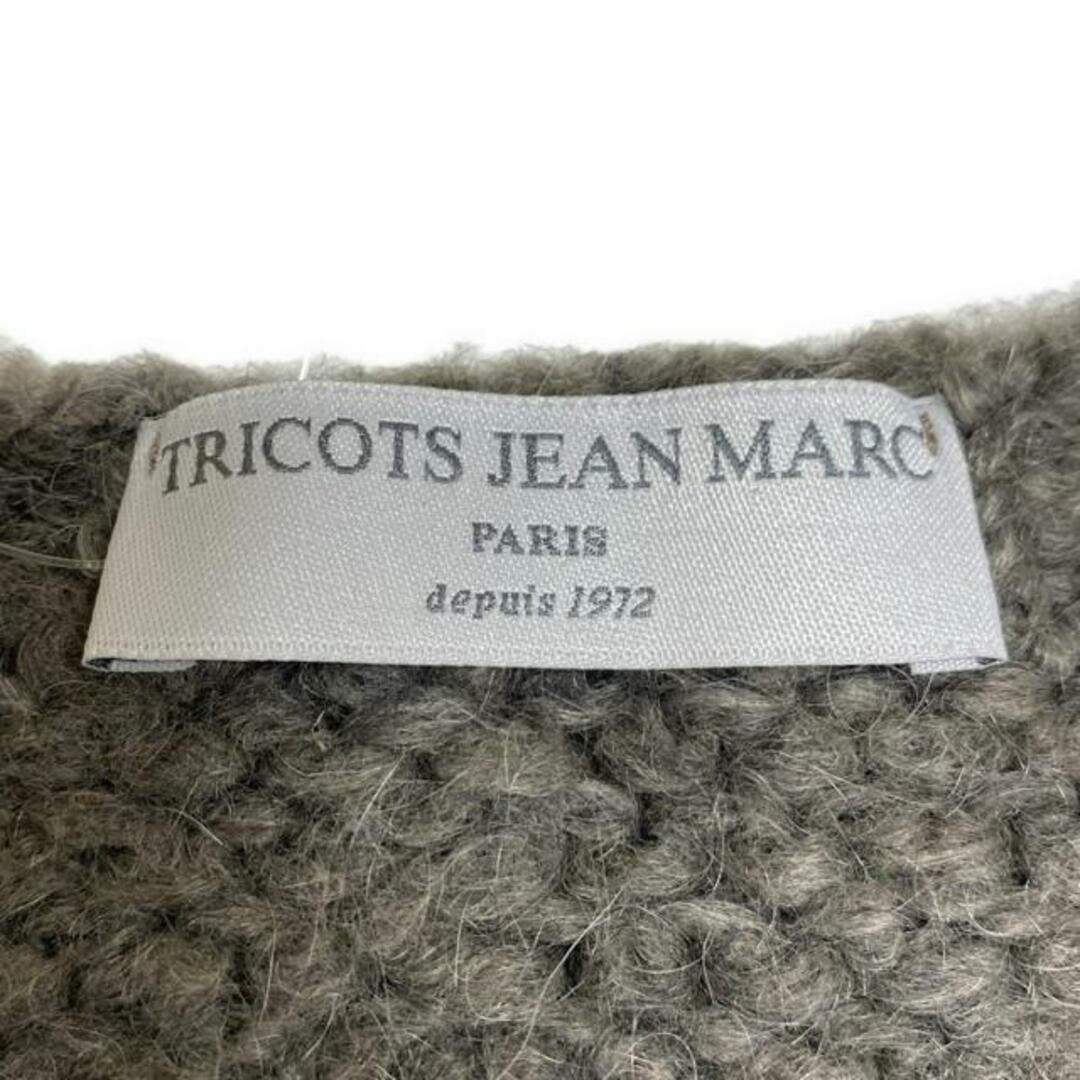 TRICOTS JEAN MARC
PARIS
depuis 1972